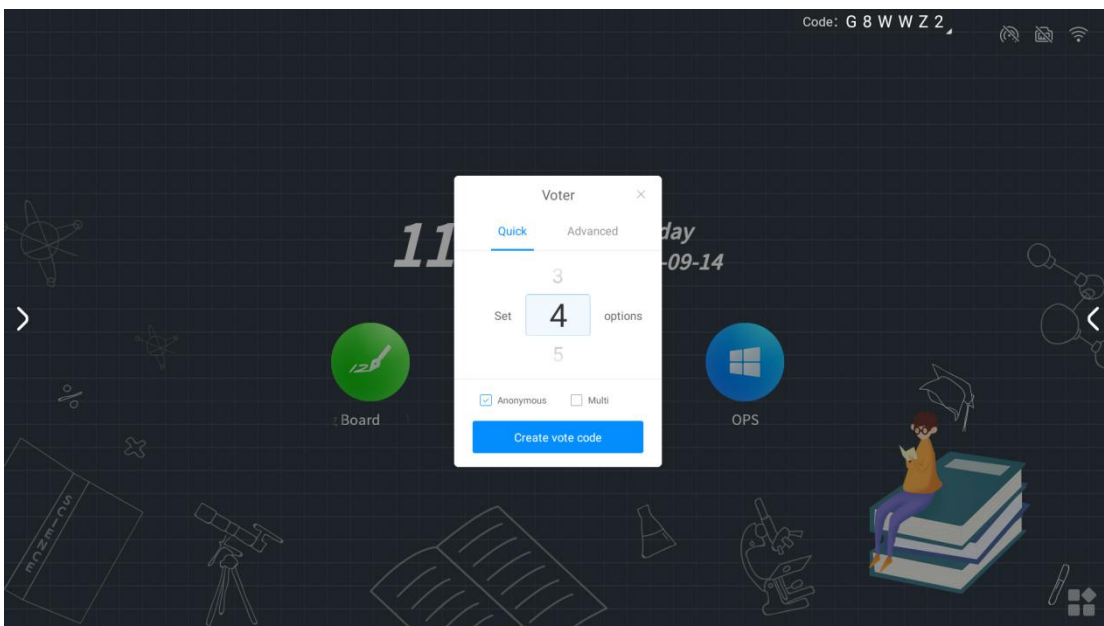 Code: G 8 W W Z 2
Voter
Quick Advanced
11
day
-09-14
3
Set 4 options
5
Anonymous Multi
Create vote code
Board
OPS
SCIENCE